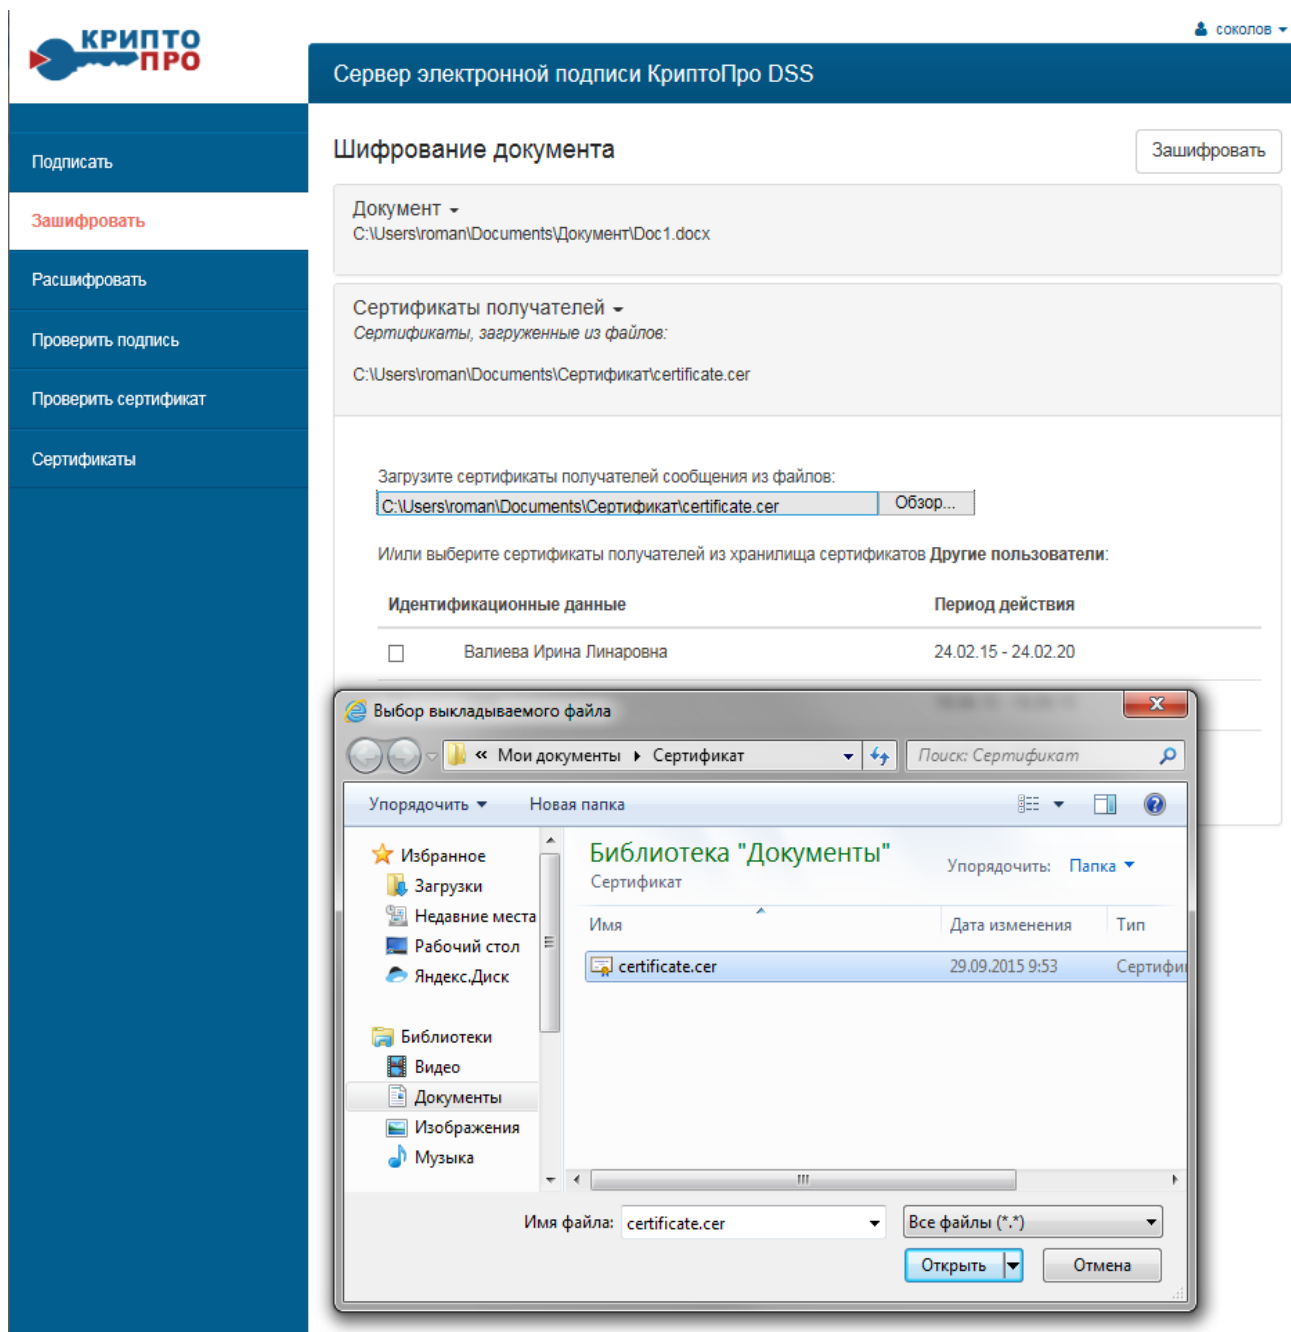 КРИПТО
ПРО
соколов
Сервер электронной подписи КриптоПро DSS
Подписать
Зашифровать
Расшифровать
Проверить подпись
Проверить сертификат
Сертификаты
Шифрование документа
Зашифровать
Документ
C:\Users\roman\Documents\Документ\Doc1.docx
Сертификаты получателей
Сертификаты, загруженные из файлов:
C:\Users\roman\Documents\Сертификат\certificate.cer
Загрузите сертификаты получателей сообщения из файлов:
C:\Users\roman\Documents\Сертификат\certificate.cer Обзор...
И/или выберите сертификаты получателей из хранилища сертификатов Другие пользователи:
Идентификационные данные Период действия
Валиева Ирина Линаровна 24.02.15 - 24.02.20
Выбор выкладываемого файла
« Мои документы Сертификат Поиск: Сертификат
Упорядочить Новая папка
Избранное
Загрузки
Недавние места
Рабочий стол
Яндекс.Диск
Библиотеки
Видео
Документы
Изображения
Музыка
Библиотека "Документы"
Сертификат
Упорядочить: Папка
Имя Дата изменения Тип
certificate.cer 29.09.2015 9:53 Сертифи
Имя файла: certificate.cer Все файлы (*.*)
Открыть Отмена